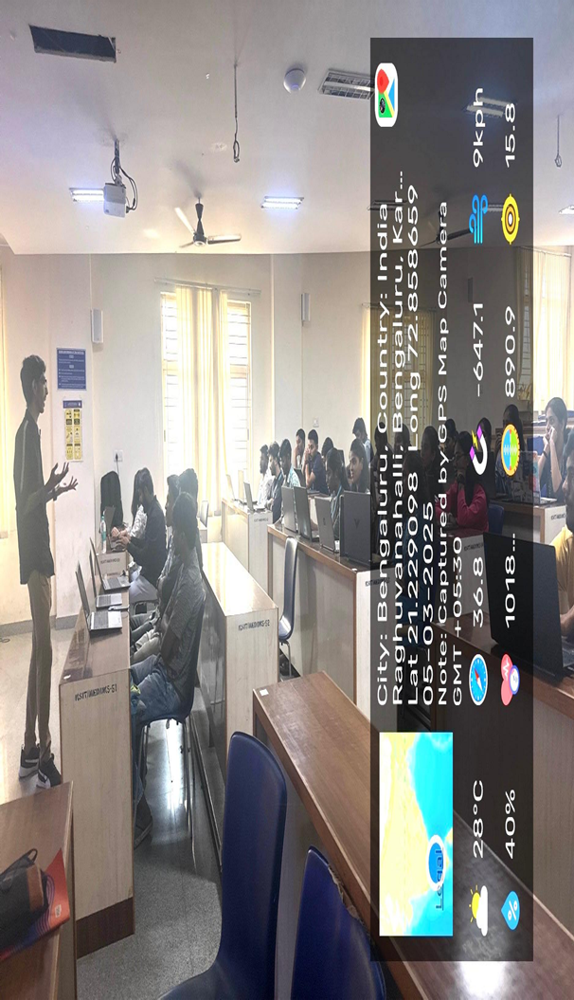 City: Bengaluru, Country: India
Raghuvanahalli, Bengaluru, Kar...
Lat 21.229098 Long 72.858659
05-03-2025
Note: Captured by GPS Map Camera
GMT +05:30
28°C 36.8 -647.1 9kph
40% 1018... 890.9 15.8
Legal